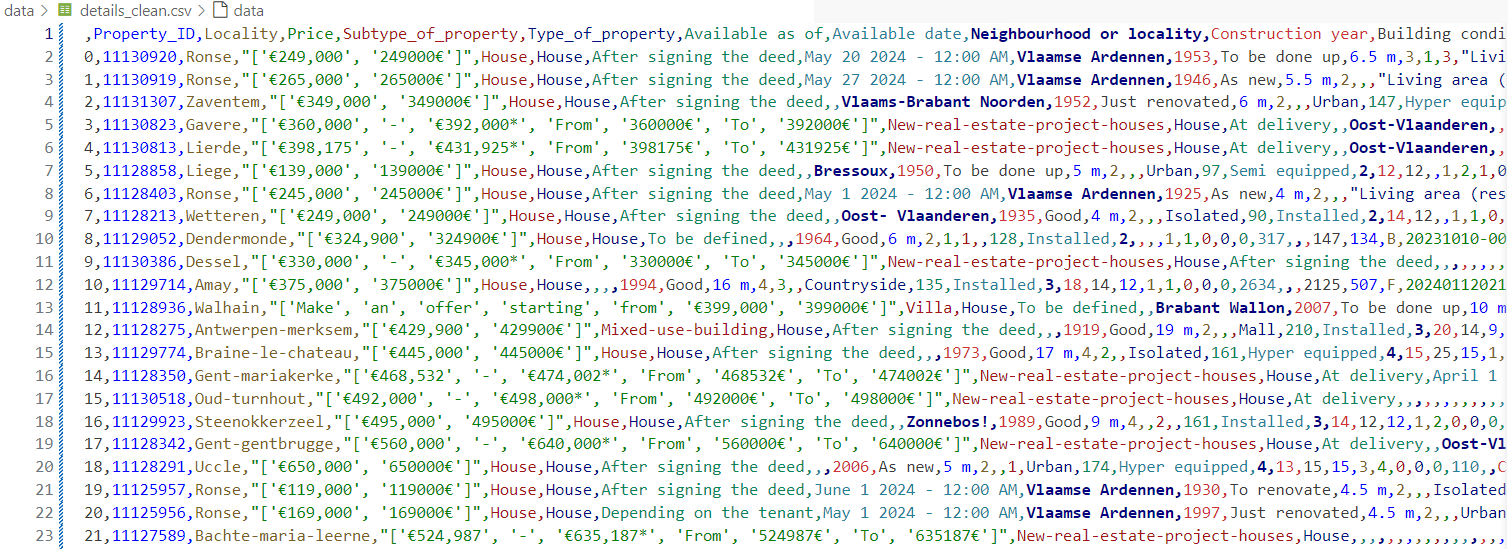 data > details_clean.csv > data
1 ,Property_ID,Locality,Price,Subtype_of_property,Type_of_property,Available as of,Available date,Neighbourhood or locality,Construction year,Building condi
2 0,11130920,Ronse,"['€249,000', '249000€']",House,House,After signing the deed,May 20 2024 - 12:00 AM,Vlaamse Ardennen,1953,To be done up,6.5 m,3,1,3,"Livi
3 1,11130919,Ronse,"['€265,000', '265000€']",House,House,After signing the deed,May 27 2024 - 12:00 AM,Vlaamse Ardennen,1946,As new,5.5 m,2,,,"Living area (
4 2,11131307,Zaventem,"['€349,000', '349000€']",House,House,After signing the deed,,Vlaams-Brabant Noorden,1952,Just renovated,6 m,2,,,Urban,147,Hyper equip
5 3,11130823,Gavere,"['€360,000', '-', '€392,000*', 'From', '360000€', 'To', '392000€']",New-real-estate-project-houses,House,At delivery,,Oost-Vlaanderen,,
6 4,11130813,Lierde,"['€398,175', '-', '€431,925*', 'From', '398175€', 'To', '431925€']",New-real-estate-project-houses,House,At delivery,,Oost-Vlaanderen,,
7 5,11128858,Liege,"['€139,000', '139000€']",House,House,After signing the deed,,Bressoux,1950,To be done up,5 m,2,,,Urban,97,Semi equipped,2,12,12,,1,2,1,0
8 6,11128403,Ronse,"['€245,000', '245000€']",House,House,After signing the deed,May 1 2024 - 12:00 AM,Vlaamse Ardennen,1925,As new,4 m,2,,,"Living area (res
9 7,11128213,Wetteren,"['€249,000', '249000€']",House,House,After signing the deed,,Oost- Vlaanderen,1935,Good,4 m,2,,,Isolated,90,Installed,2,14,12,,1,1,0,
10 8,11129052,Dendermonde,"['€324,900', '324900€']",House,House,To be defined,,,1964,Good,6 m,2,1,1,,128,Installed,2,,,,1,1,0,0,0,317,,,147,134,B,20231010-00
11 9,11130386,Dessel,"['€330,000', '-', '€345,000*', 'From', '330000€', 'To', '345000€']",New-real-estate-project-houses,House,After signing the deed,,,,,,,
12 10,11129714,Amay,"['€375,000', '375000€']",House,House,,,,1994,Good,16 m,4,3,,Countryside,135,Installed,3,18,14,12,1,1,0,0,0,2634,,,2125,507,F,20240112021
13 11,11128936,Walhain,"['Make', 'an', 'offer', 'starting', 'from', '€399,000', '399000€']",Villa,House,To be defined,,Brabant Wallon,2007,To be done up,10 m
14 12,11128275,Antwerpen-merksem,"['€429,900', '429900€']",Mixed-use-building,House,After signing the deed,,,1919,Good,19 m,2,,,Mall,210,Installed,3,20,14,9,
15 13,11129774,Braine-le-chateau,"['€445,000', '445000€']",House,House,After signing the deed,,,1973,Good,17 m,4,2,,Isolated,161,Hyper equipped,4,15,25,15,1,
16 14,11128350,Gent-mariakerke,"['€468,532', '-', '€474,002*', 'From', '468532€', 'To', '474002€']",New-real-estate-project-houses,House,At delivery,April 1
17 15,11130518,Oud-turnhout,"['€492,000', '-', '€498,000*', 'From', '492000€', 'To', '498000€']",New-real-estate-project-houses,House,At delivery,,,,,,,,,,
18 16,11129923,Steenokkerzeel,"['€495,000', '495000€']",House,House,After signing the deed,,Zonnebos!,1989,Good,9 m,4,,2,,161,Installed,3,14,12,12,1,2,0,0,0,
19 17,11128342,Gent-gentbrugge,"['€560,000', '-', '€640,000*', 'From', '560000€', 'To', '640000€']",New-real-estate-project-houses,House,At delivery,,Oost-Vl
20 18,11128291,Uccle,"['€650,000', '650000€']",House,House,After signing the deed,,,2006,As new,5 m,2,,1,Urban,174,Hyper equipped,4,13,15,15,3,4,0,0,0,110,,C
21 19,11125957,Ronse,"['€119,000', '119000€']",House,House,After signing the deed,June 1 2024 - 12:00 AM,Vlaamse Ardennen,1930,To renovate,4.5 m,2,,,Isolated
22 20,11125956,Ronse,"['€169,000', '169000€']",House,House,Depending on the tenant,May 1 2024 - 12:00 AM,Vlaamse Ardennen,1997,Just renovated,4.5 m,2,,,Urban
23 21,11127589,Bachte-maria-leerne,"['€524,987', '-', '€635,187*', 'From', '524987€', 'To', '635187€']",New-real-estate-project-houses,House,,,,,,,,,,,,,,,